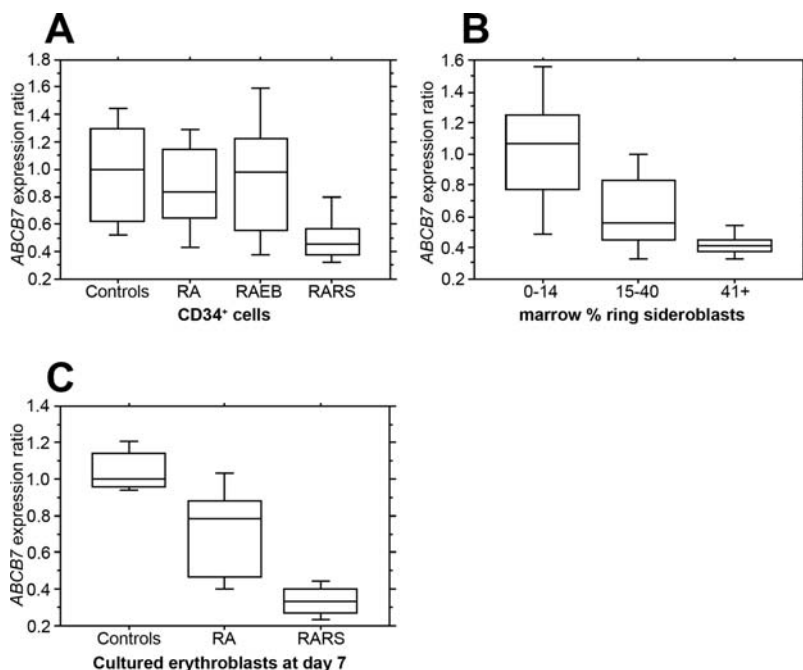 A
ABCB7 expression ratio
1.8
1.6
1.4
1.2
1.0
0.8
0.6
0.4
0.2
Controls RA RAEB RARS
CD34+ cells
B
ABCB7 expression ratio
1.6
1.4
1.2
1.0
0.8
0.6
0.4
0.2
0-14 15-40 41+
marrow % ring sideroblasts
C
ABCB7 expression ratio
1.4
1.2
1.0
0.8
0.6
0.4
0.2
Controls RA RARS
Cultured erythroblasts at day 7